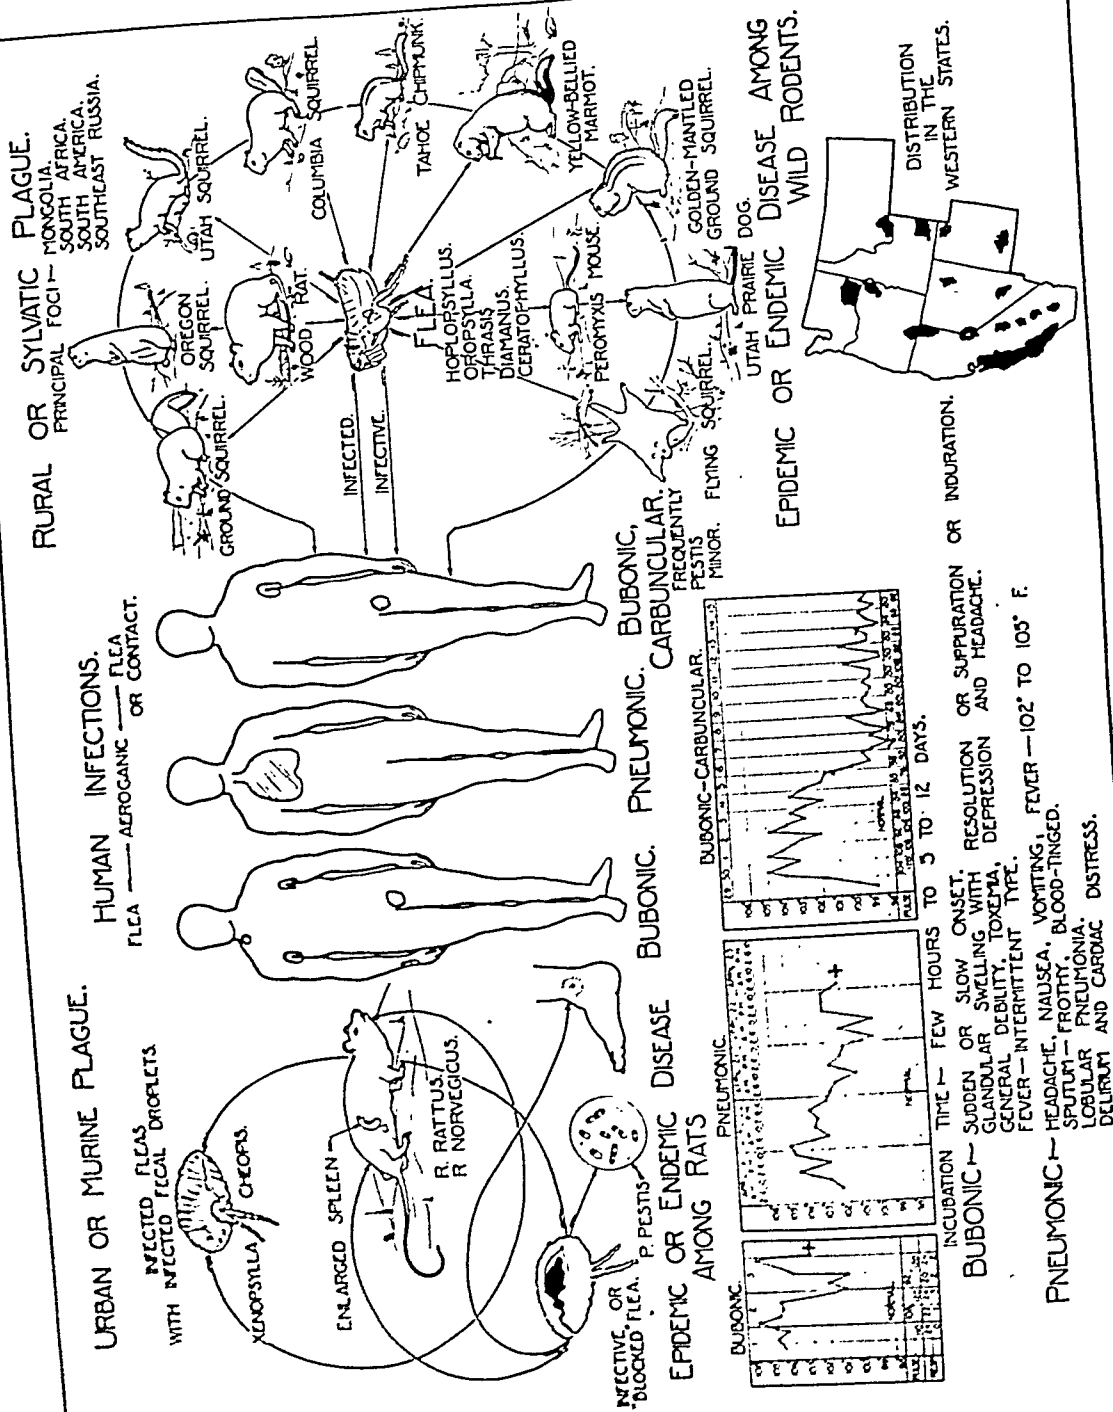 URBAN OR MURINE PLAGUE.
INFECTED FLEAS
WITH INFECTED FECAL DROPLETS.
XENOPSYLLA CHEOPIS.
ENLARGED SPLEEN
R. RATTUS.
R NORVEGICUS.
INFECTIVE, OR
"BLOCKED" FLEA.
P. PESTIS
EPIDEMIC OR ENDEMIC DISEASE
AMONG RATS
HUMAN INFECTIONS.
FLEA — AEROGANIC — FLEA
OR CONTACT.
BUBONIC.
PNEUMONIC.
BUBONIC,
CARBUNCULAR.
FREQUENTLY
PESTIS
MINOR.
RURAL OR SYLVATIC PLAGUE.
PRINCIPAL FOCI — MONGOLIA.
SOUTH AFRICA.
SOUTH AMERICA.
SOUTHEAST RUSSIA.
GROUND SQUIRREL.
OREGON
SQUIRREL.
UTAH SQUIRREL.
COLUMBIA SQUIRREL.
TAHOE CHIPMUNK.
YELLOW-BELLIED
MARMOT.
GOLDEN-MANTLED
GROUND SQUIRREL.
WOOD RAT.
INFECTED.
INFECTIVE.
FLEA.
HOPLOPSYLLUS.
OROPSYLLA.
THRASIS
DIAMANUS.
CERATOPHYLLUS.
PEROMYXIS MOUSE.
FLYING SQUIRREL.
UTAH PRAIRIE DOG.
EPIDEMIC OR ENDEMIC DISEASE AMONG
WILD RODENTS.
DISTRIBUTION
IN THE
WESTERN STATES.
BUBONIC.
PNEUMONIC.
BUBONIC-CARBUNCULAR.
NORMAL
INCUBATION TIME — FEW HOURS TO 5 TO 12 DAYS.
BUBONIC — SUDDEN OR SLOW ONSET.
GLANDULAR SWELLING WITH RESOLUTION OR SUPPURATION OR INDURATION.
GENERAL DEBILITY, TOXEMIA, DEPRESSION AND HEADACHE.
FEVER — INTERMITTENT TYPE.
PNEUMONIC — HEADACHE, NAUSEA, VOMITING, FEVER — 102° TO 105° F.
SPUTUM — FROTHY, BLOOD-TINGED.
LOBULAR PNEUMONIA.
DELIRIUM AND CARDIAC DISTRESS.